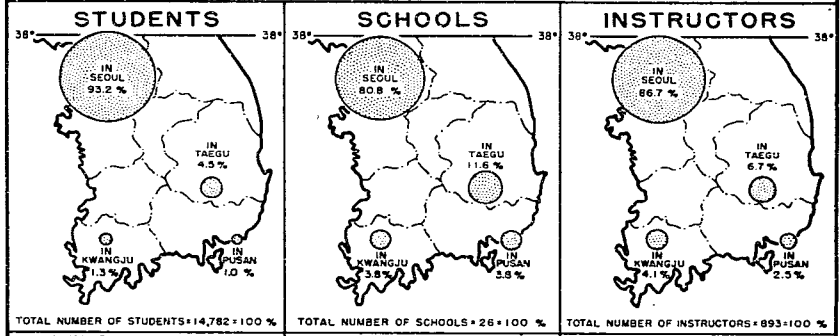 STUDENTS
38°
38°
IN
SEOUL
93.2 %
IN
TAEGU
4.5 %
IN
KWANGJU
1.3 %
IN
PUSAN
1.0 %
TOTAL NUMBER OF STUDENTS=14,782=100 %
SCHOOLS
38°
IN
SEOUL
80.8 %
IN
TAEGU
11.6 %
IN
KWANGJU
3.8%
IN
PUSAN
3.8 %
TOTAL NUMBER OF SCHOOLS=26=100 %
INSTRUCTORS
38°
IN
SEOUL
86.7 %
IN
TAEGU
6.7 %
IN
KWANGJU
4.1 %
IN
PUSAN
2.5 %
TOTAL NUMBER OF INSTRUCTORS=893=100 %